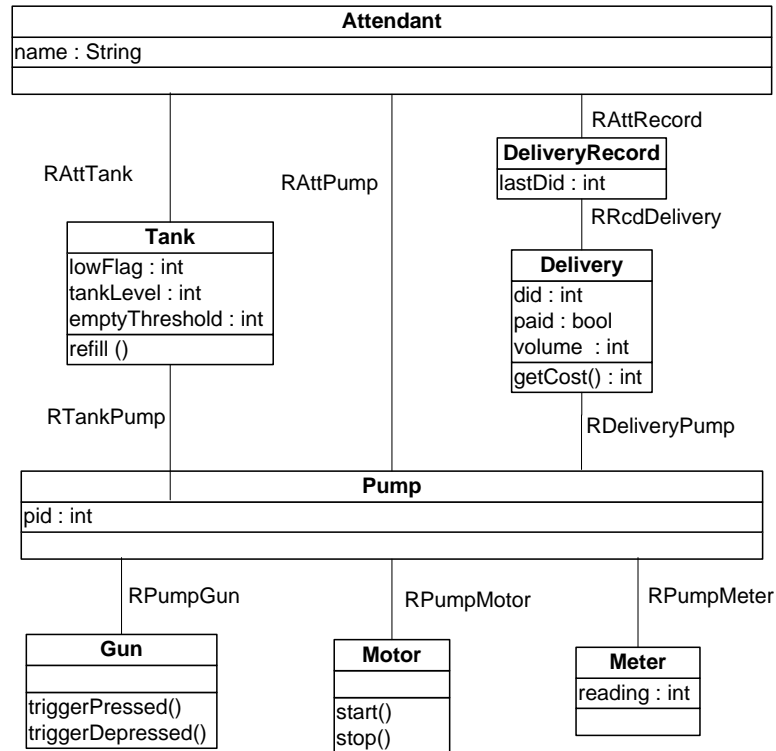 Attendant
name : String
RAttRecord
DeliveryRecord
RAttTank
RAttPump
lastDid : int
RRcdDelivery
Tank
lowFlag : int
tankLevel : int
emptyThreshold : int
refill ()
Delivery
did : int
paid : bool
volume : int
getCost() : int
RTankPump
RDeliveryPump
Pump
pid : int
RPumpGun
RPumpMotor
RPumpMeter
Gun
triggerPressed()
triggerDepressed()
Motor
start()
stop()
Meter
reading : int